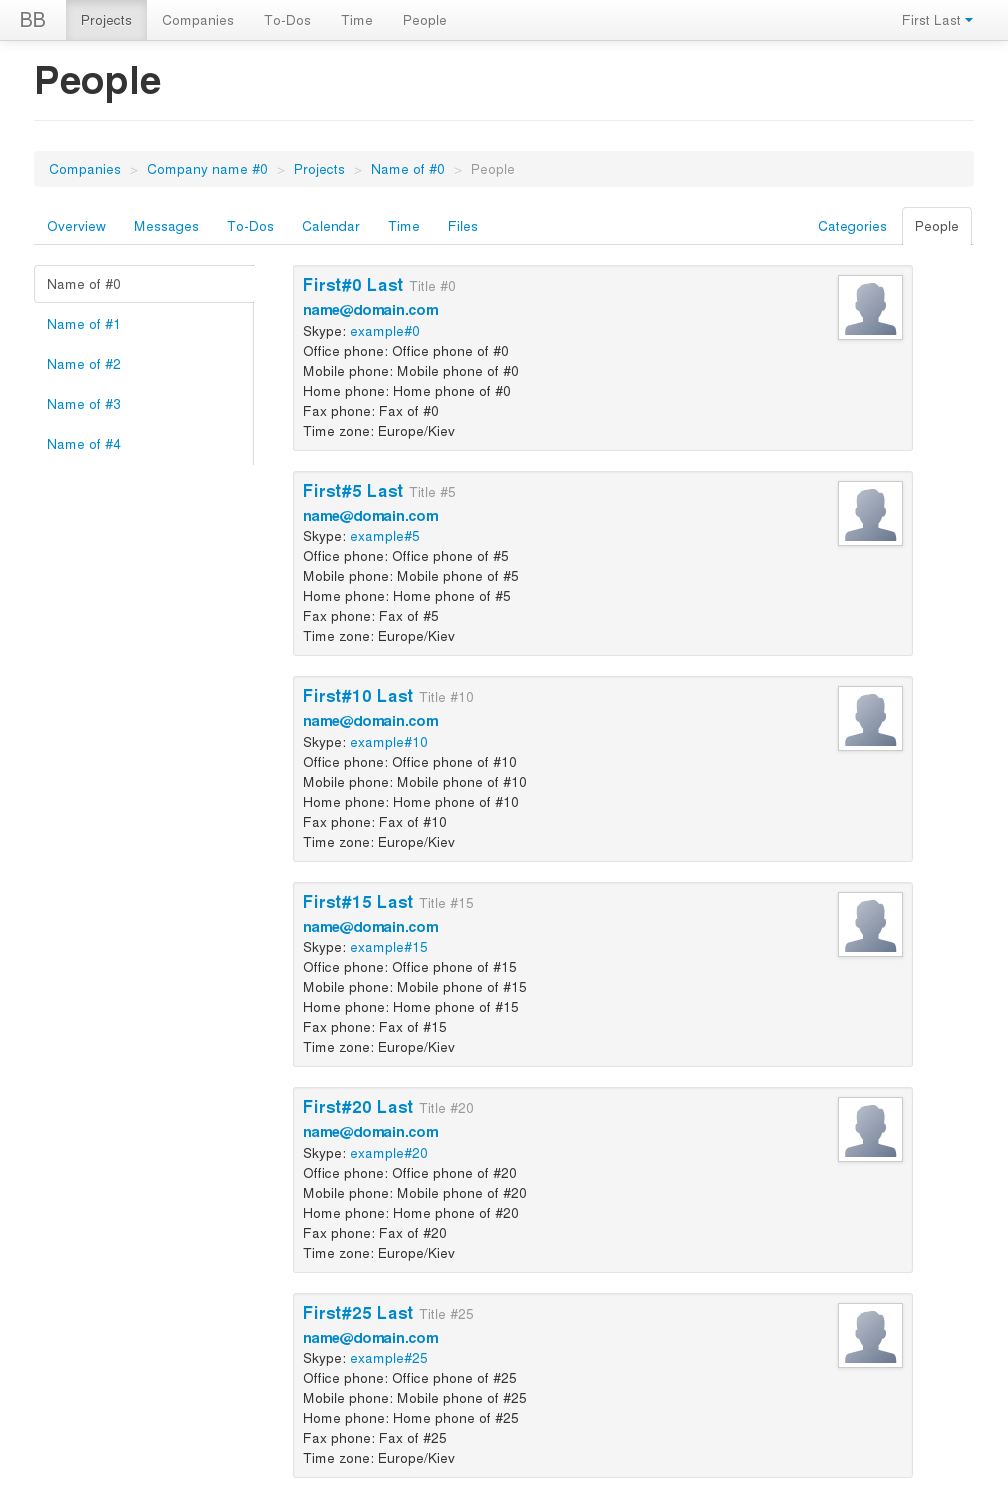 BB Projects Companies To-Dos Time People First Last
People
Companies > Company name #0 > Projects > Name of #0 > People
Overview Messages To-Dos Calendar Time Files Categories People
Name of #0
Name of #1
Name of #2
Name of #3
Name of #4
First#0 Last Title #0
name@domain.com
Skype: example#0
Office phone: Office phone of #0
Mobile phone: Mobile phone of #0
Home phone: Home phone of #0
Fax phone: Fax of #0
Time zone: Europe/Kiev
First#5 Last Title #5
name@domain.com
Skype: example#5
Office phone: Office phone of #5
Mobile phone: Mobile phone of #5
Home phone: Home phone of #5
Fax phone: Fax of #5
Time zone: Europe/Kiev
First#10 Last Title #10
name@domain.com
Skype: example#10
Office phone: Office phone of #10
Mobile phone: Mobile phone of #10
Home phone: Home phone of #10
Fax phone: Fax of #10
Time zone: Europe/Kiev
First#15 Last Title #15
name@domain.com
Skype: example#15
Office phone: Office phone of #15
Mobile phone: Mobile phone of #15
Home phone: Home phone of #15
Fax phone: Fax of #15
Time zone: Europe/Kiev
First#20 Last Title #20
name@domain.com
Skype: example#20
Office phone: Office phone of #20
Mobile phone: Mobile phone of #20
Home phone: Home phone of #20
Fax phone: Fax of #20
Time zone: Europe/Kiev
First#25 Last Title #25
name@domain.com
Skype: example#25
Office phone: Office phone of #25
Mobile phone: Mobile phone of #25
Home phone: Home phone of #25
Fax phone: Fax of #25
Time zone: Europe/Kiev